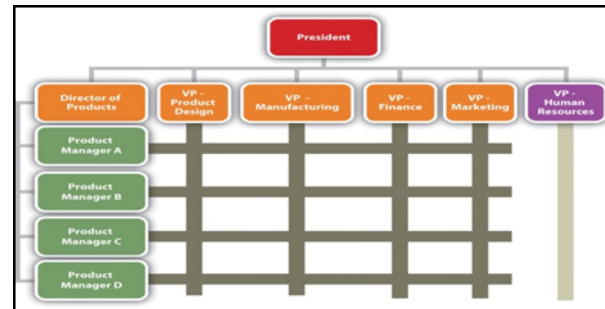 President
Director of
Products
VP -
Product
Design
VP -
Manufacturing
VP -
Finance
VP -
Marketing
VP -
Human
Resources
Product
Manager A
Product
Manager B
Product
Manager C
Product
Manager D